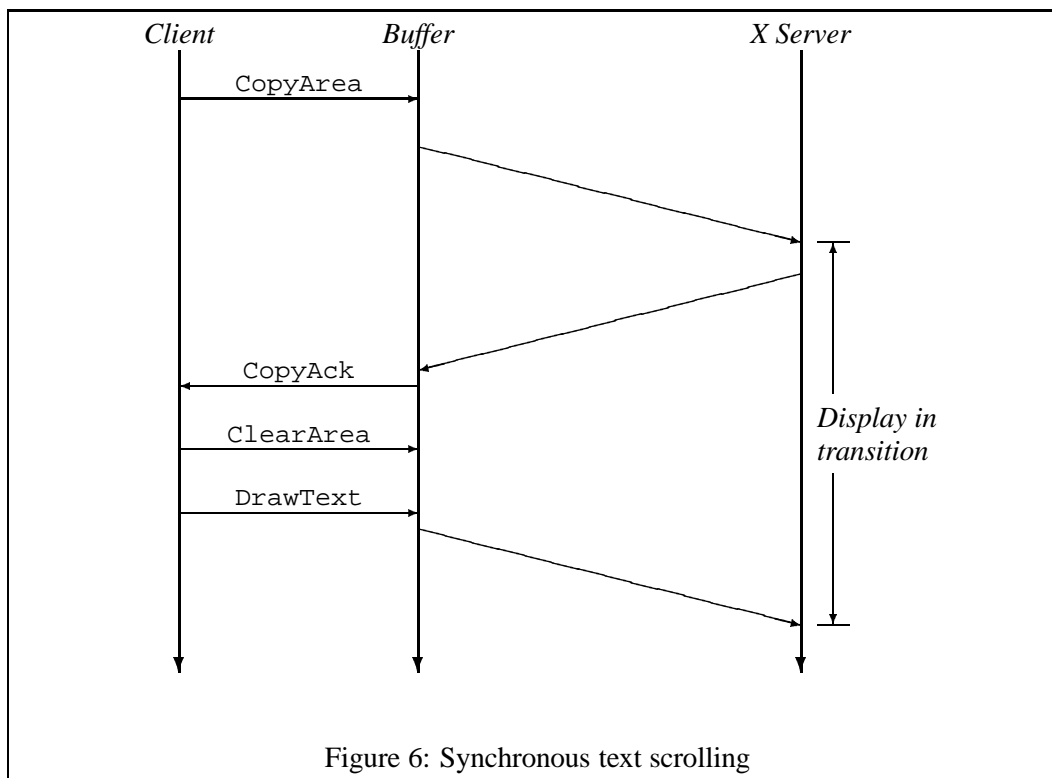 Client Buffer X Server
CopyArea
CopyAck
ClearArea
DrawText
Display in
transition
Figure 6: Synchronous text scrolling